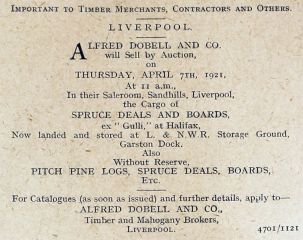 IMPORTANT TO TIMBER MERCHANTS, CONTRACTORS AND OTHERS.
LIVERPOOL.
ALFRED DOBELL AND CO.
will Sell by Auction,
on
THURSDAY, APRIL 7TH, 1921,
At 11 a.m.,
In their Saleroom, Sandhills, Liverpool,
the Cargo of
SPRUCE DEALS AND BOARDS,
ex "Gulli," at Halifax,
Now landed and stored at L. & N.W.R. Storage Ground,
Garston Dock.
Also
Without Reserve,
PITCH PINE LOGS, SPRUCE DEALS, BOARDS,
Etc.
For Catalogues (as soon as issued) and further details, apply to—
ALFRED DOBELL AND CO.,
Timber and Mahogany Brokers,
LIVERPOOL.
4701/1121